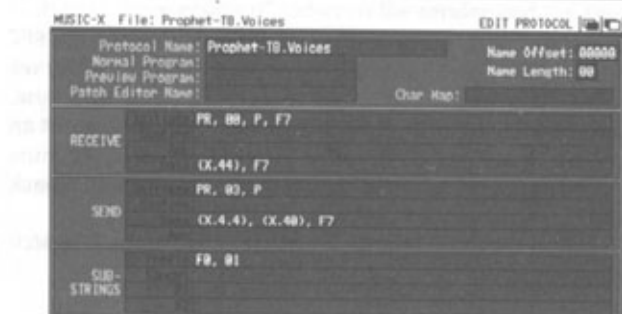 MUSIC-X File: Prophet-T8.Voices EDIT PROTOCOL
Protocol Name: Prophet-T8.Voices Name Offset: 00000
Normal Program: Name Length: 00
Preview Program:
Patch Editor Name: Char Map:
PR, 00, P, F7
RECEIVE
(X.44), F7
PR, 03, P
SEND
(X.4.4), (X.40), F7
F0, 01
SUB-
STRINGS